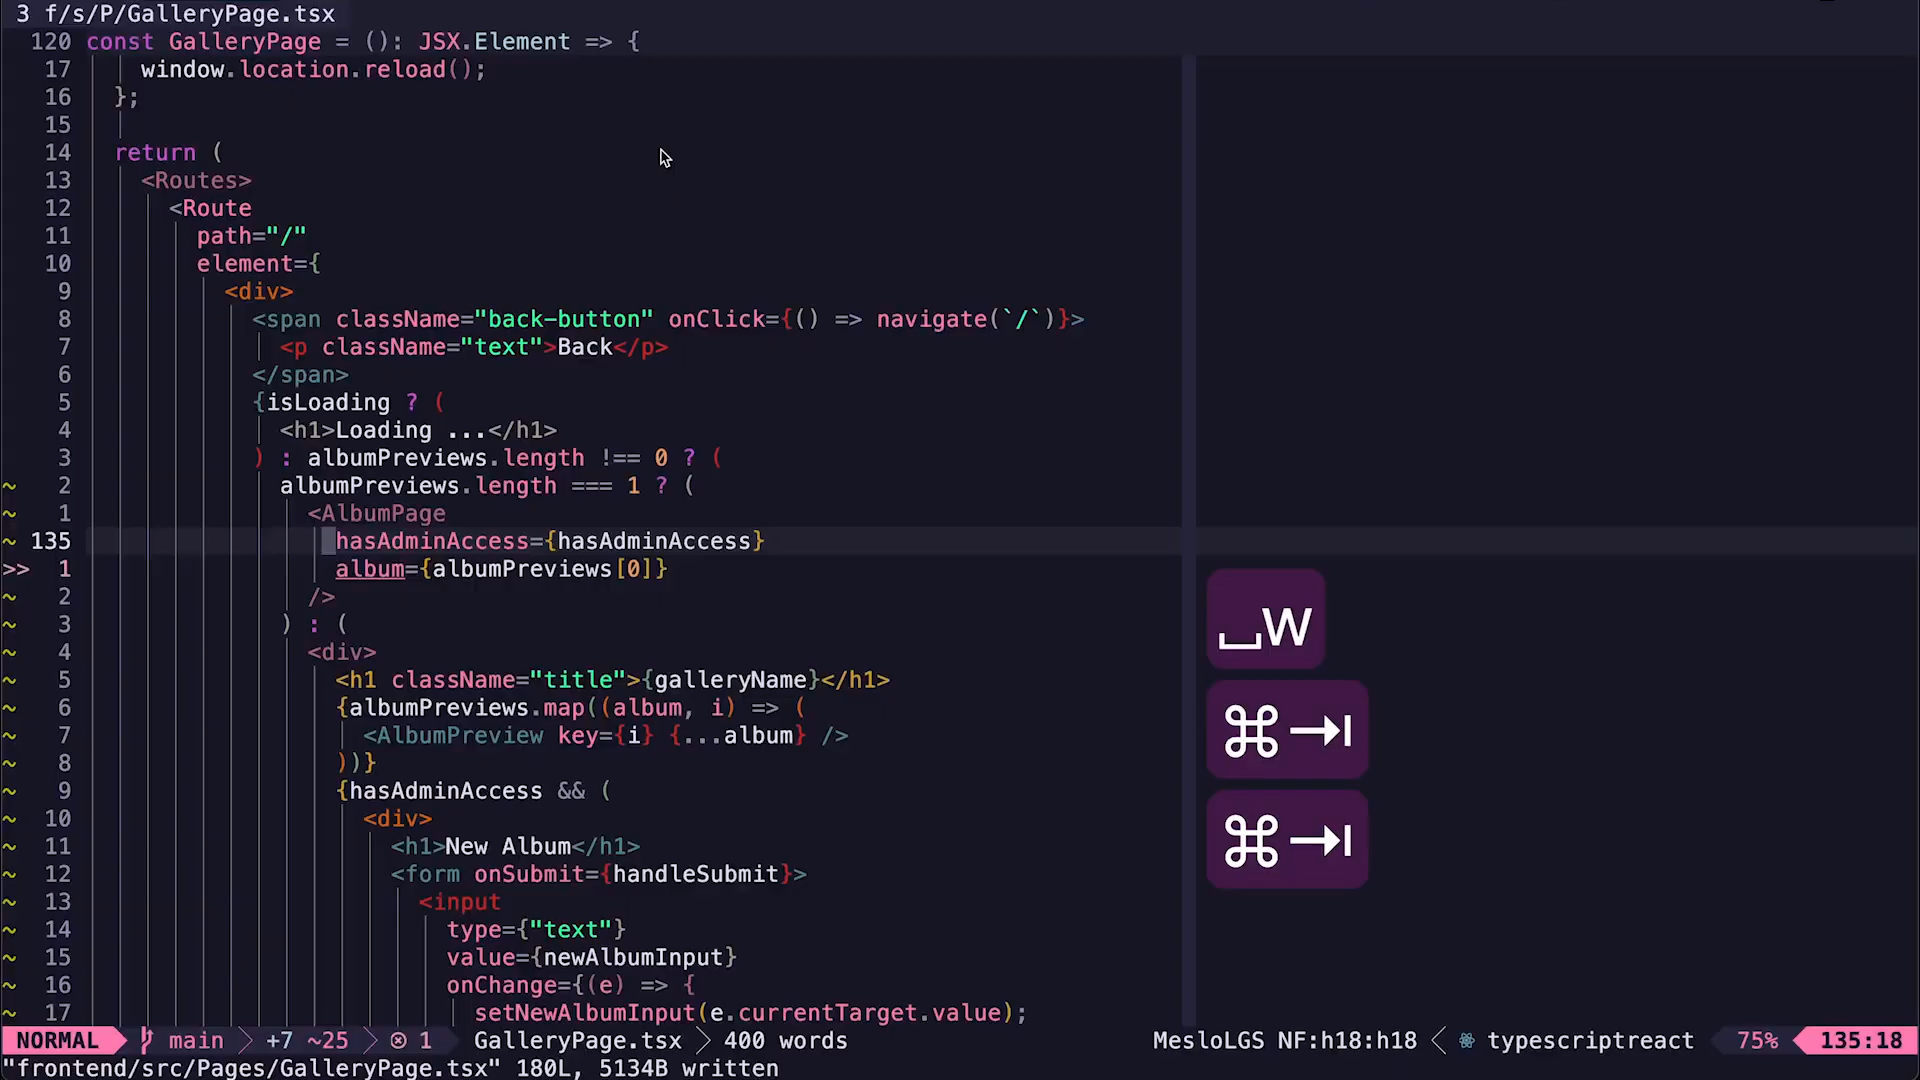 3 f/s/P/GalleryPage.tsx
120 const GalleryPage = (): JSX.Element => {
17 window.location.reload();
16 };
15
14 return (
13 <Routes>
12 <Route
11 path="/"
10 element={
9 <div>
8 <span className="back-button" onClick={() => navigate(`/`)}>
7 <p className="text">Back</p>
6 </span>
5 {isLoading ? (
4 <h1>Loading ...</h1>
3 ) : albumPreviews.length !== 0 ? (
~ 2 albumPreviews.length === 1 ? (
~ 1 <AlbumPage
~ 135 hasAdminAccess={hasAdminAccess}
>> 1 album={albumPreviews[0]}
~ 2 />
~ 3 ) : (
~ 4 <div>
~ 5 <h1 className="title">{galleryName}</h1>
~ 6 {albumPreviews.map((album, i) => (
~ 7 <AlbumPreview key={i} {...album} />
~ 8 ))}
~ 9 {hasAdminAccess && (
~ 10 <div>
~ 11 <h1>New Album</h1>
~ 12 <form onSubmit={handleSubmit}>
~ 13 <input
~ 14 type={"text"}
~ 15 value={newAlbumInput}
~ 16 onChange={(e) => {
~ 17 setNewAlbumInput(e.currentTarget.value);
␣W
⌘⇥
⌘⇥
NORMAL main +7 ~25 ⊗ 1 GalleryPage.tsx 400 words MesloLGS NF:h18:h18 typescriptreact 75% 135:18
"frontend/src/Pages/GalleryPage.tsx" 180L, 5134B written